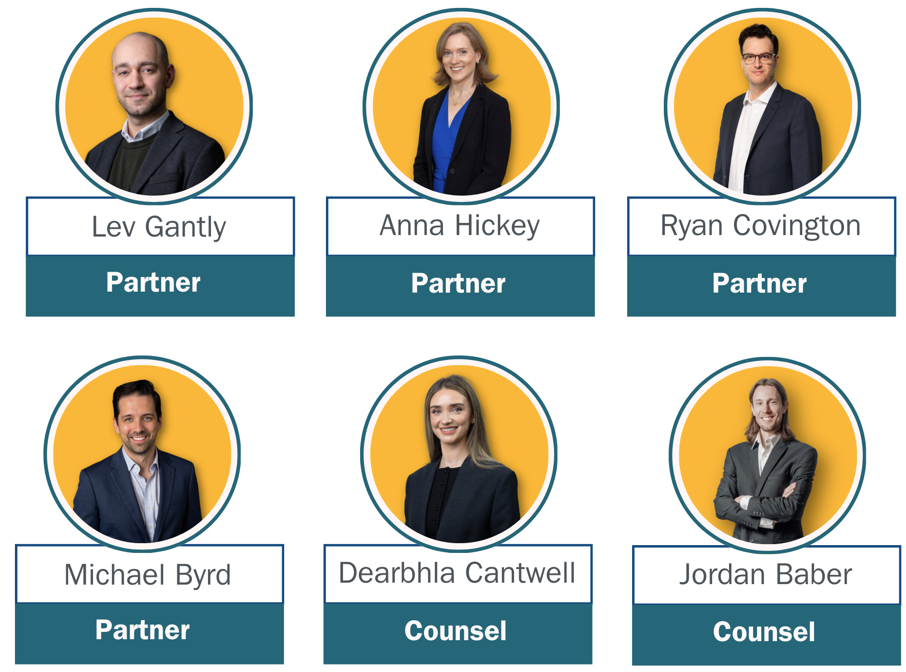 Lev Gantly
Partner
Anna Hickey
Partner
Ryan Covington
Partner
Michael Byrd
Partner
Dearbhla Cantwell
Counsel
Jordan Baber
Counsel